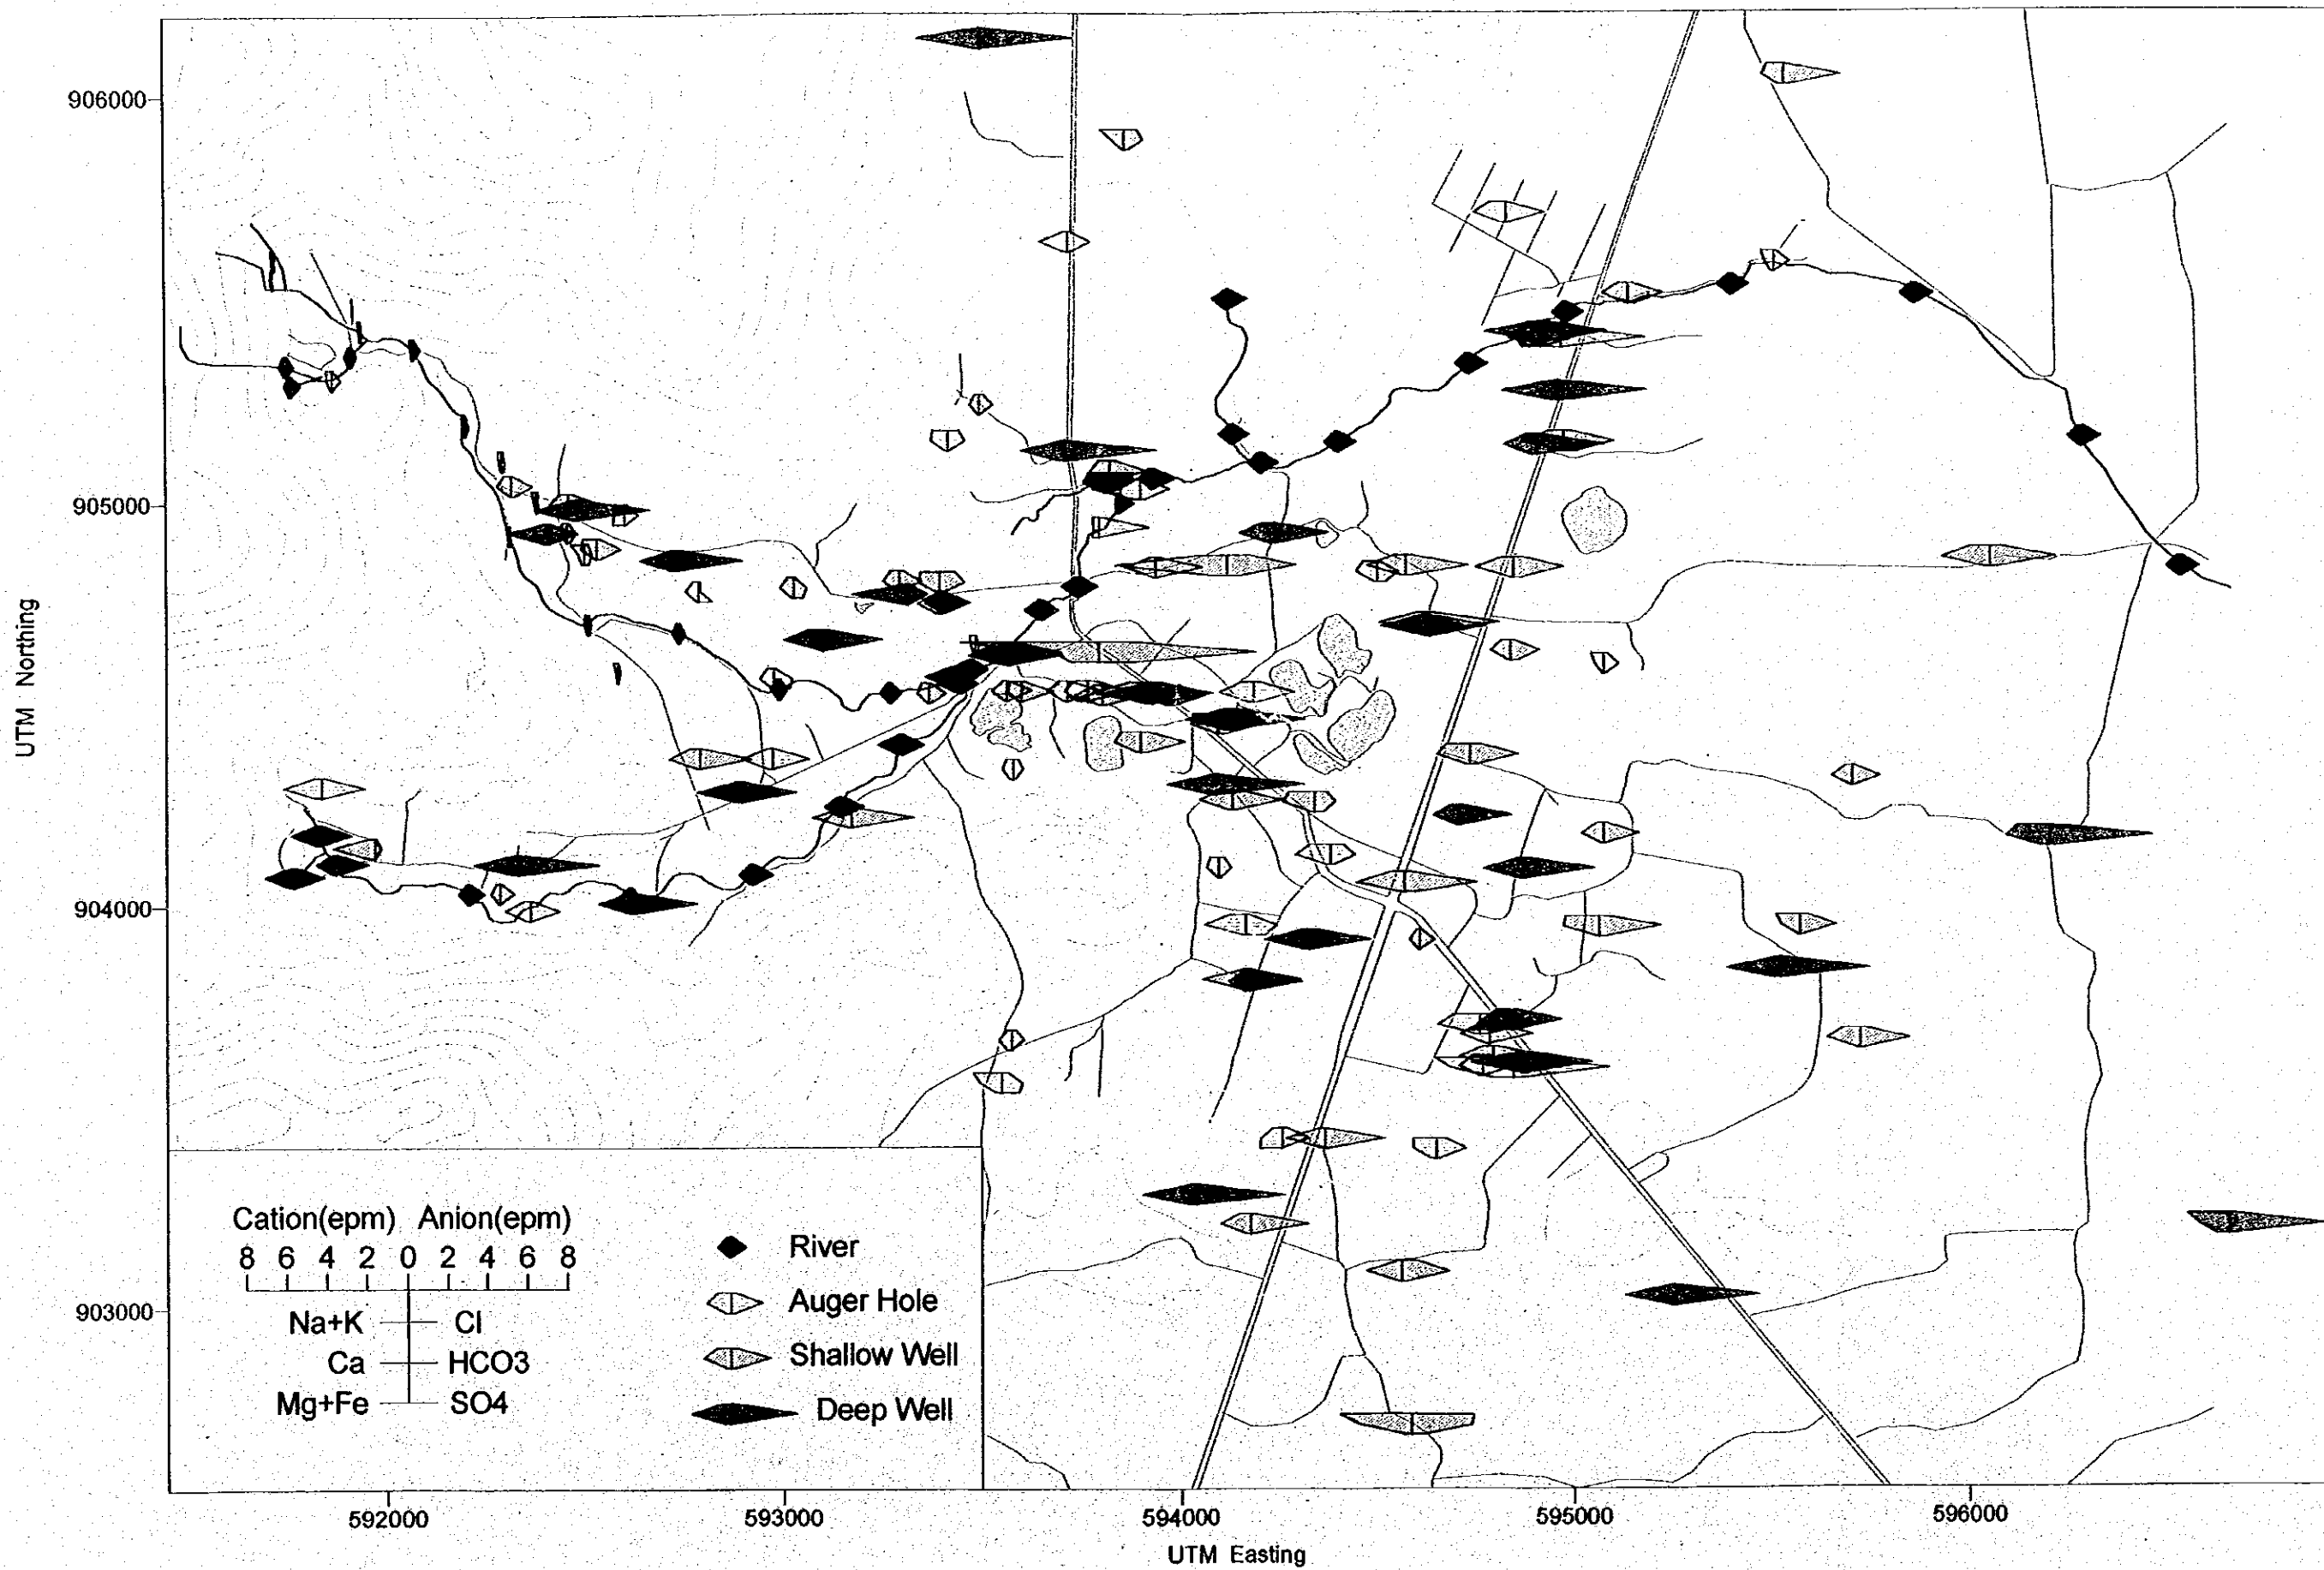 906000
905000
904000
903000
UTM Northing
Cation(epm) Anion(epm)
8 6 4 2 0 2 4 6 8
Na+K Cl
Ca HCO3
Mg+Fe SO4
River
Auger Hole
Shallow Well
Deep Well
592000 593000 594000 595000 596000
UTM Easting